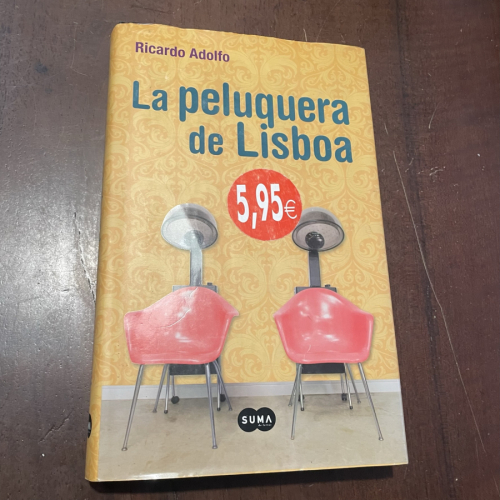 Ricardo Adolfo
La peluquera
de Lisboa
5,95€
SUMA